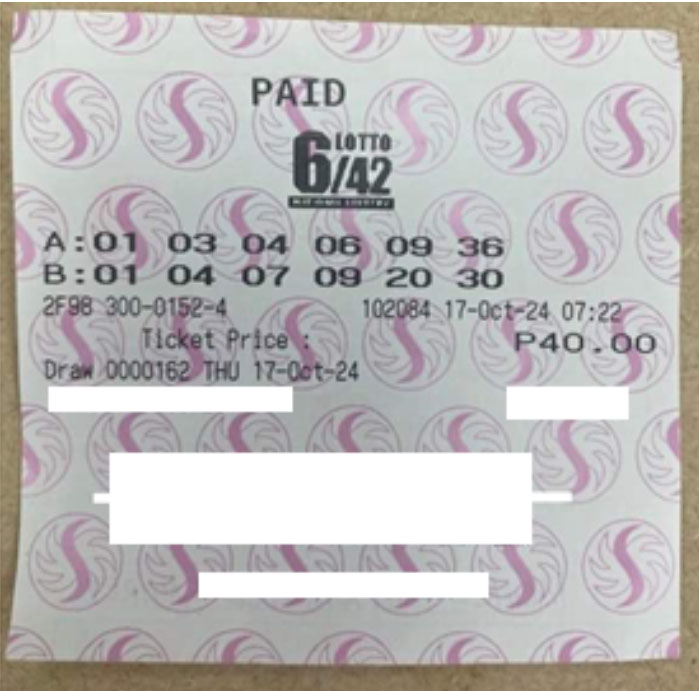 PAID
LOTTO
6/42
A:01 03 04 06 09 36
B:01 04 07 09 20 30
2F98 300-0152-4 102084 17-Oct-24 07:22
Ticket Price : P40.00
Draw 0000162 THU 17-Oct-24